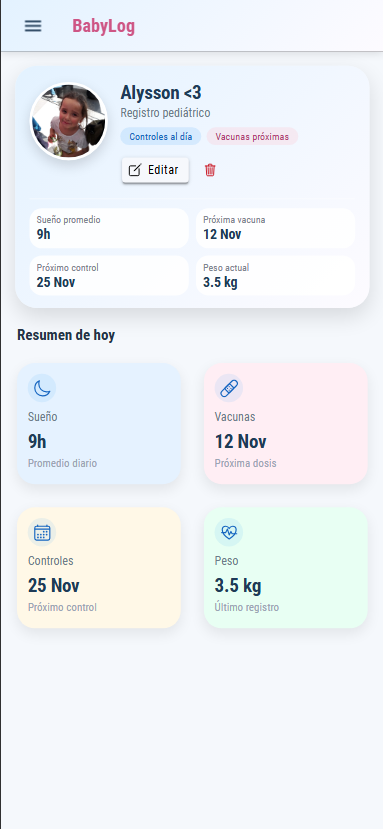 BabyLog
Alysson <3
Registro pediátrico
Controles al día Vacunas próximas
Editar
Sueño promedio
9h
Próxima vacuna
12 Nov
Próximo control
25 Nov
Peso actual
3.5 kg
Resumen de hoy
Sueño
9h
Promedio diario
Vacunas
12 Nov
Próxima dosis
Controles
25 Nov
Próximo control
Peso
3.5 kg
Último registro